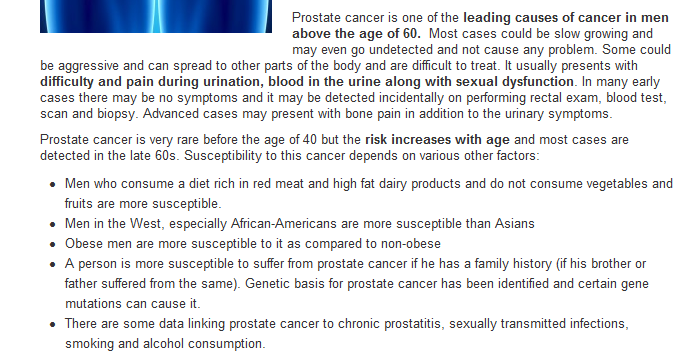 Prostate cancer is one of the leading causes of cancer in men
above the age of 60.  Most cases could be slow growing and
may even go undetected and not cause any problem. Some could
be aggressive and can spread to other parts of the body and are difficult to treat. It usually presents with
difficulty and pain during urination, blood in the urine along with sexual dysfunction. In many early
cases there may be no symptoms and it may be detected incidentally on performing rectal exam, blood test,
scan and biopsy. Advanced cases may present with bone pain in addition to the urinary symptoms.
Prostate cancer is very rare before the age of 40 but the risk increases with age and most cases are
detected in the late 60s. Susceptibility to this cancer depends on various other factors:
• Men who consume a diet rich in red meat and high fat dairy products and do not consume vegetables and
fruits are more susceptible.
• Men in the West, especially African-Americans are more susceptible than Asians
• Obese men are more susceptible to it as compared to non-obese
• A person is more susceptible to suffer from prostate cancer if he has a family history (if his brother or
father suffered from the same). Genetic basis for prostate cancer has been identified and certain gene
mutations can cause it.
• There are some data linking prostate cancer to chronic prostatitis, sexually transmitted infections,
smoking and alcohol consumption.